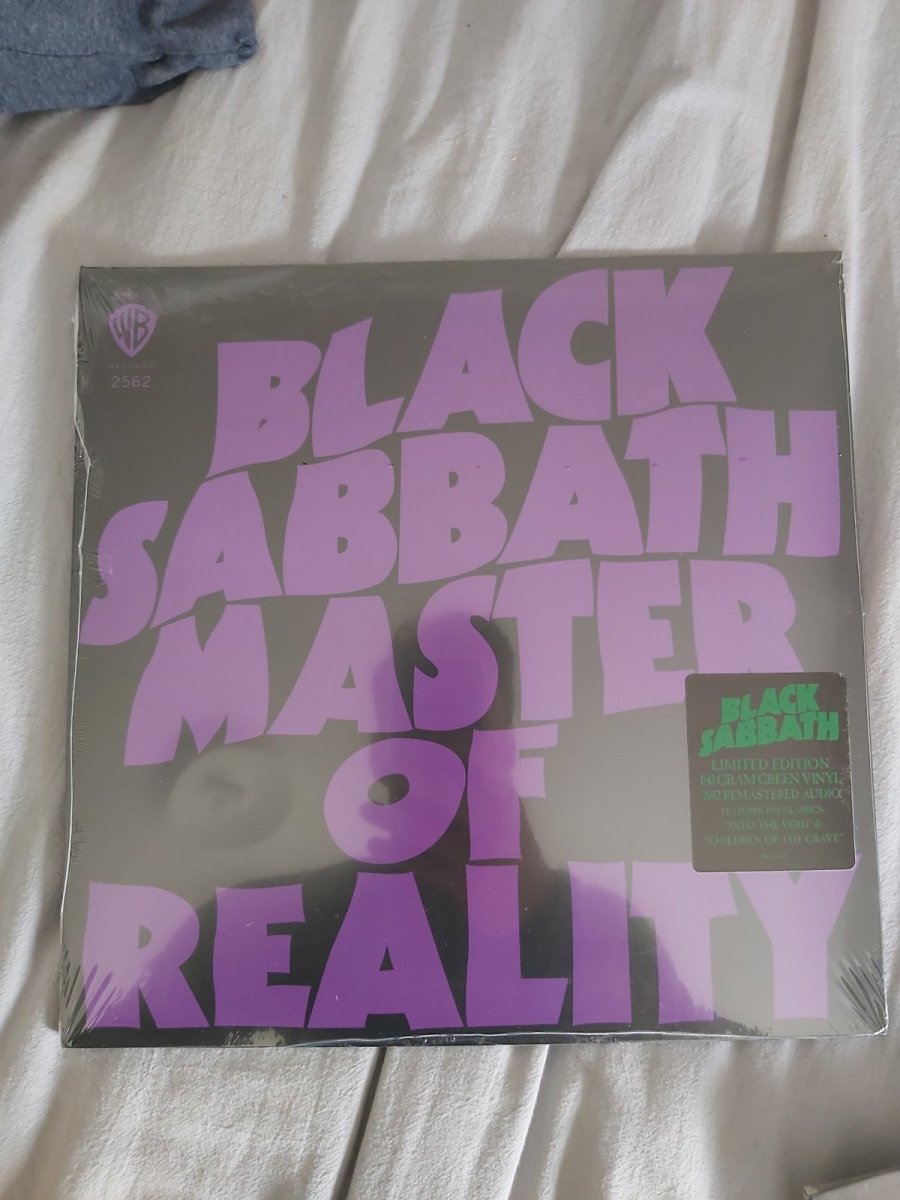 WB
RECORDS
2562
BLACK
SABBATH
MASTER
OF
REALITY
BLACK
SABBATH
LIMITED EDITION
180 GRAM GREEN VINYL
2012 REMASTERED AUDIO
FEATURES THE CLASSICS
"INTO THE VOID" &
"CHILDREN OF THE GRAVE"